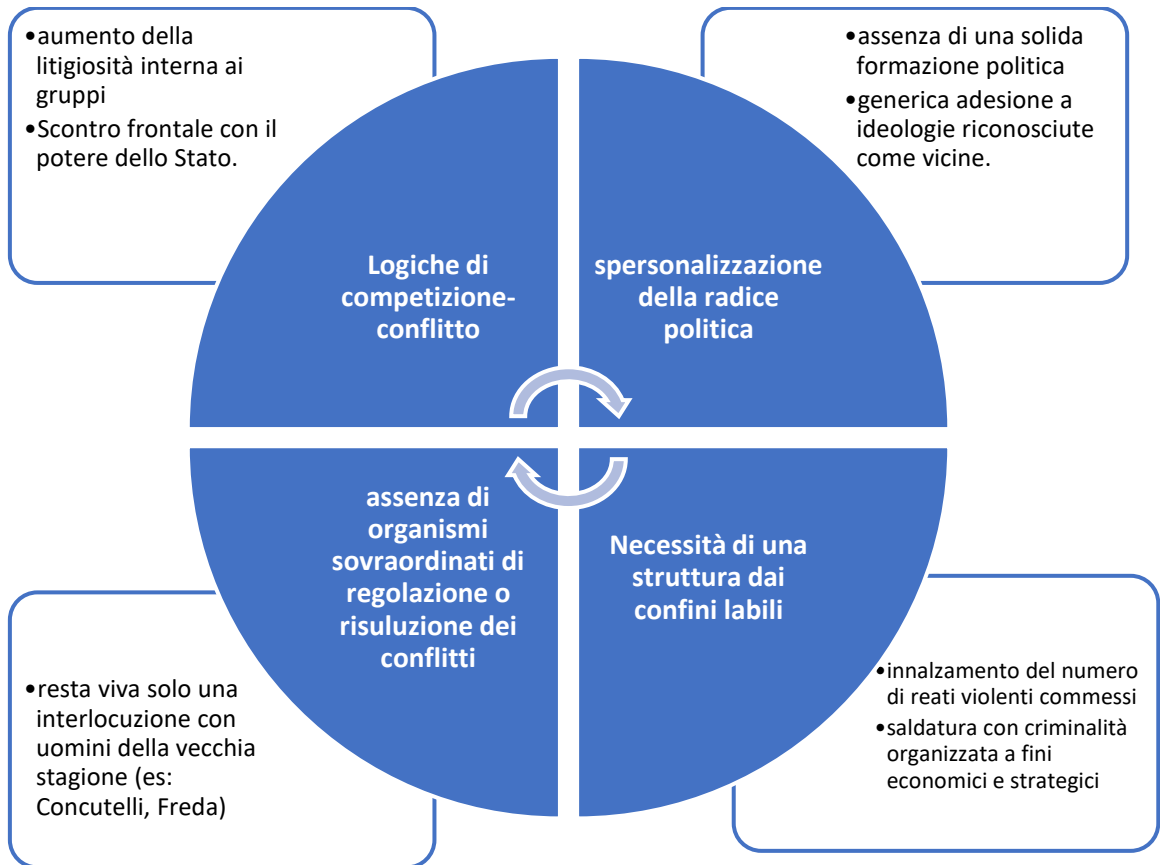 •aumento della
litigiosità interna ai
gruppi
•Scontro frontale con il
potere dello Stato.
•assenza di una solida
formazione politica
•generica adesione a
ideologie riconosciute
come vicine.
Logiche di
competizione-
conflitto
spersonalizzazione
della radice
politica
assenza di
organismi
sovraordinati di
regolazione o
risuluzione dei
conflitti
Necessità di una
struttura dai
confini labili
•resta viva solo una
interlocuzione con
uomini della vecchia
stagione (es:
Concutelli, Freda)
•innalzamento del numero
di reati violenti commessi
•saldatura con criminalità
organizzata a fini
economici e strategici